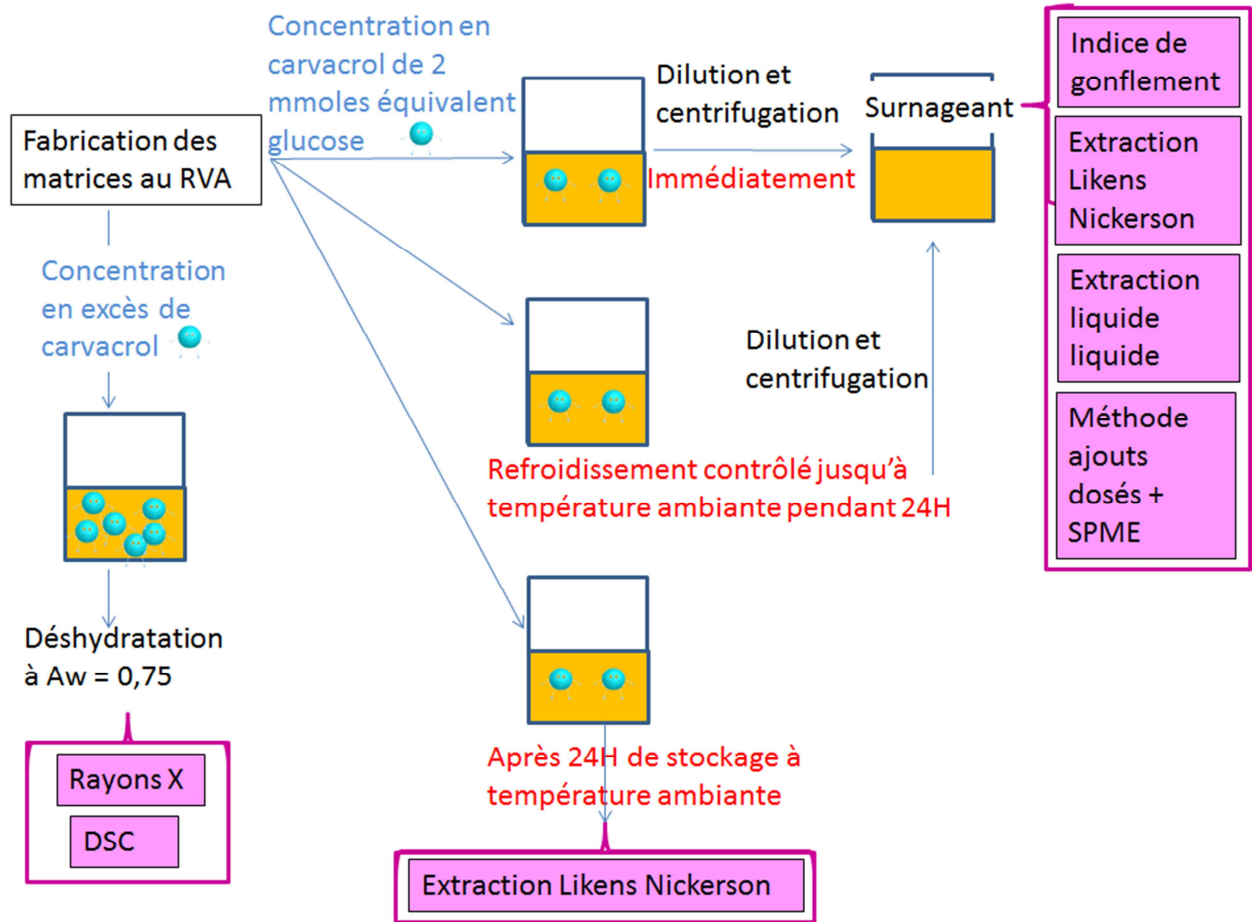 Fabrication des
matrices au RVA
Concentration en
carvacrol de 2
mmoles équivalent
glucose
Dilution et
centrifugation
Immédiatement
Surnageant
Indice de
gonflement
Extraction
Likens
Nickerson
Extraction
liquide
liquide
Méthode
ajouts
dosés +
SPME
Concentration
en excès de
carvacrol
Dilution et
centrifugation
Refroidissement contrôlé jusqu'à
température ambiante pendant 24H
Déshydratation
à Aw = 0,75
Rayons X
DSC
Après 24H de stockage à
température ambiante
Extraction Likens Nickerson